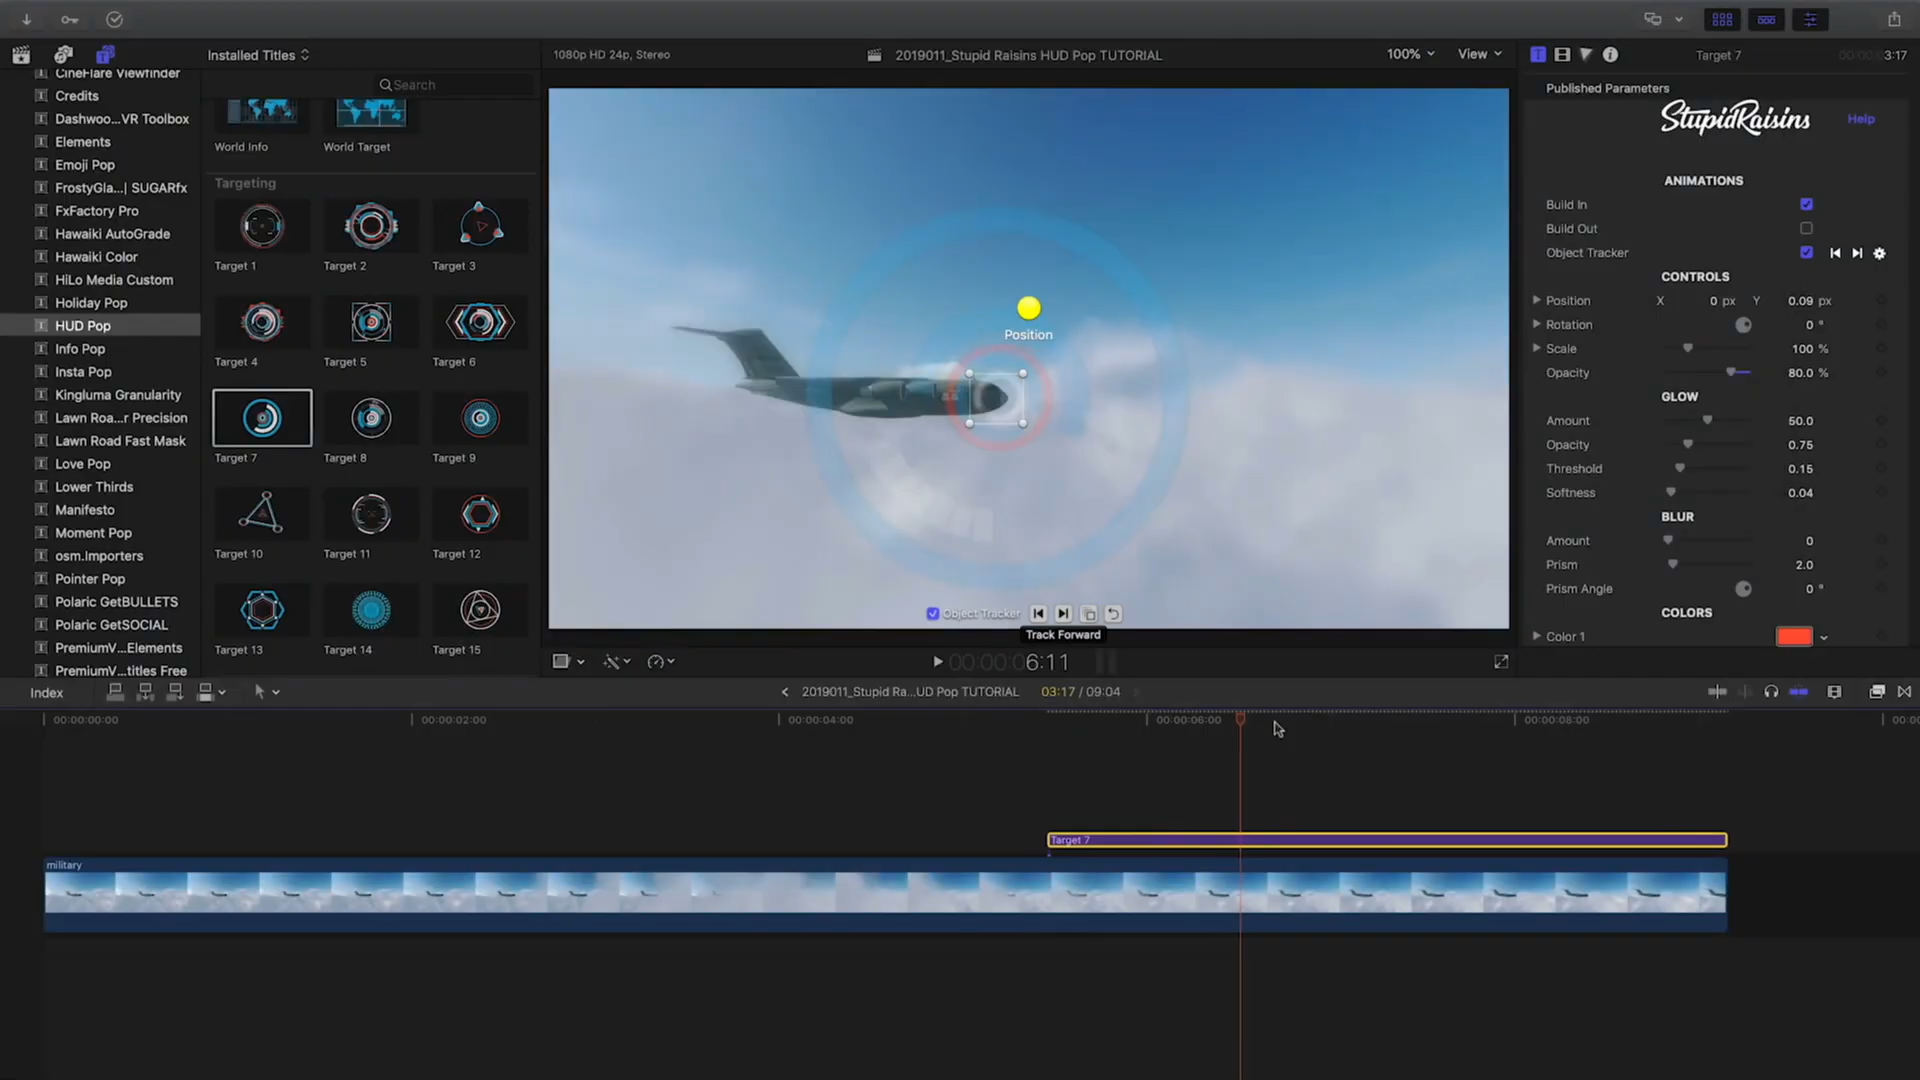 Installed Titles
1080p HD 24p, Stereo
2019011_Stupid Raisins HUD Pop TUTORIAL
100%
View
Target 7
3:17
CineFlare Viewfinder
Credits
Dashwoo...VR Toolbox
Elements
Emoji Pop
FrostyGla...| SUGARfx
FxFactory Pro
Hawaiki AutoGrade
Hawaiki Color
HiLo Media Custom
Holiday Pop
HUD Pop
Info Pop
Insta Pop
Kingluma Granularity
Lawn Roa...r Precision
Lawn Road Fast Mask
Love Pop
Lower Thirds
Manifesto
Moment Pop
osm.Importers
Pointer Pop
Polaric GetBULLETS
Polaric GetSOCIAL
PremiumV...Elements
PremiumV...titles Free
Search
World Info
World Target
Targeting
Target 1
Target 2
Target 3
Target 4
Target 5
Target 6
Target 7
Target 8
Target 9
Target 10
Target 11
Target 12
Target 13
Target 14
Target 15
Position
Object Tracker
Track Forward
00:00:06:11
Published Parameters
StupidRaisins
Help
ANIMATIONS
Build In
Build Out
Object Tracker
CONTROLS
Position X 0 px Y 0.09 px
Rotation 0 °
Scale 100 %
Opacity 80.0 %
GLOW
Amount 50.0
Opacity 0.75
Threshold 0.15
Softness 0.04
BLUR
Amount 0
Prism 2.0
Prism Angle 0 °
COLORS
Color 1
Index
2019011_Stupid Ra...UD Pop TUTORIAL
03:17 / 09:04
00:00:00:00
00:00:02:00
00:00:04:00
00:00:06:00
00:00:08:00
00:00
Target 7
military